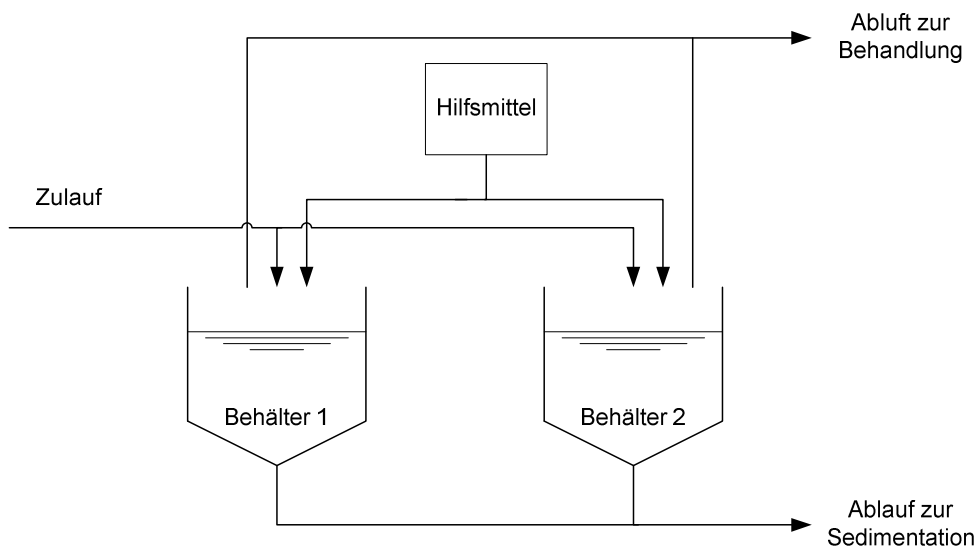 Abluft zur
Behandlung
Hilfsmittel
Zulauf
Behälter 1
Behälter 2
Ablauf zur
Sedimentation